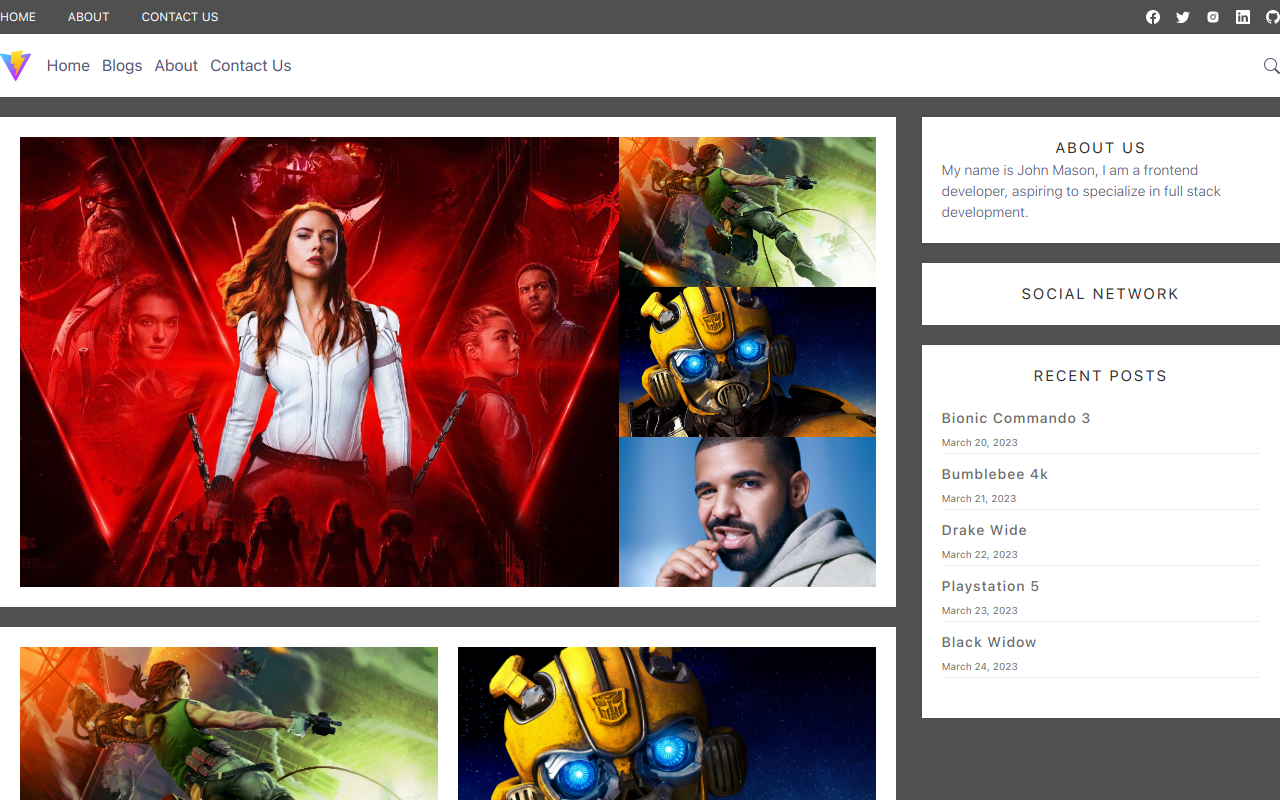 HOME ABOUT CONTACT US
Home Blogs About Contact Us
ABOUT US
My name is John Mason, I am a frontend
developer, aspiring to specialize in full stack
development.
SOCIAL NETWORK
RECENT POSTS
Bionic Commando 3
March 20, 2023
Bumblebee 4k
March 21, 2023
Drake Wide
March 22, 2023
Playstation 5
March 23, 2023
Black Widow
March 24, 2023